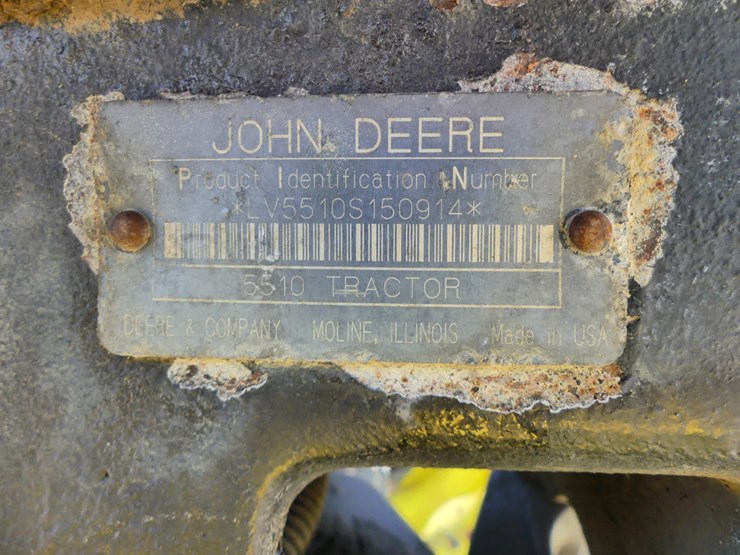 JOHN DEERE
Product Identification Number
*LV5510S150914*
5510 TRACTOR
DEERE & COMPANY MOLINE, ILLINOIS Made in USA